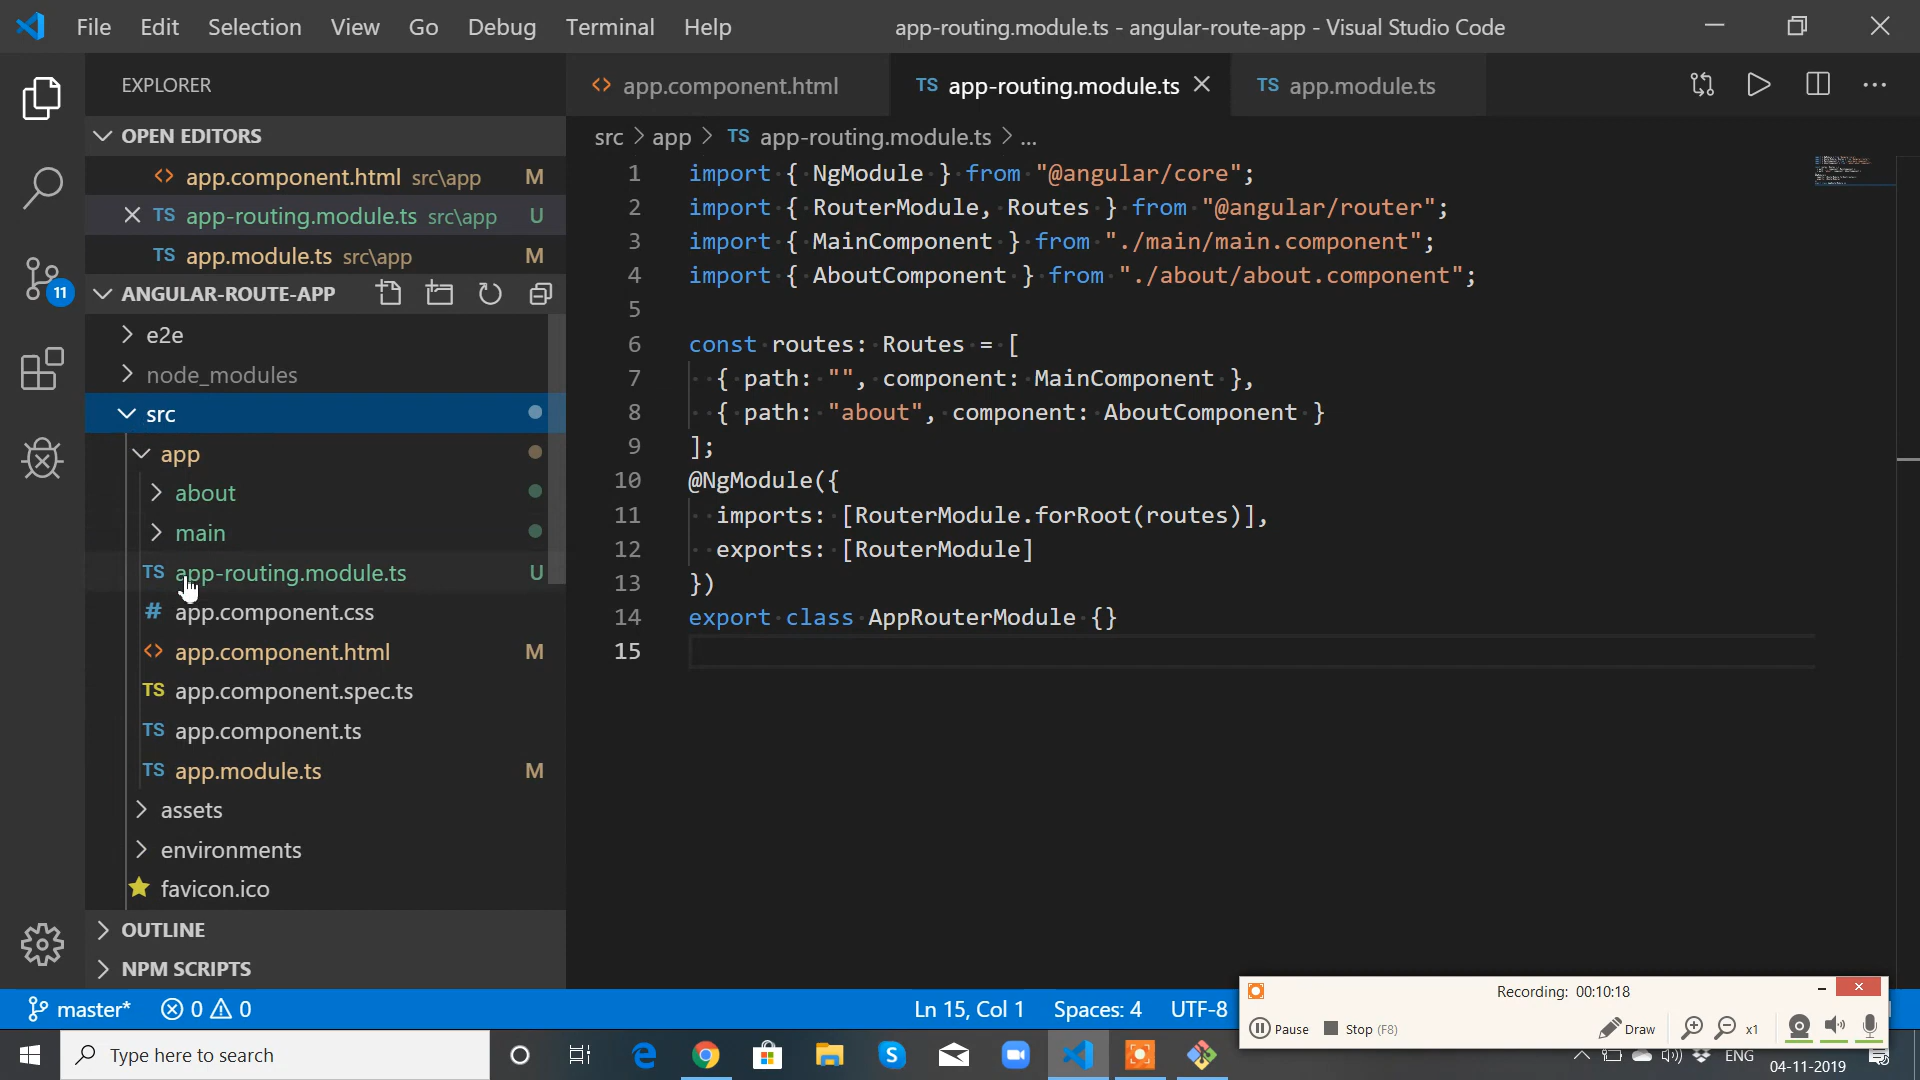 File Edit Selection View Go Debug Terminal Help
app-routing.module.ts - angular-route-app - Visual Studio Code
EXPLORER
OPEN EDITORS
app.component.html src\app M
TS app-routing.module.ts src\app U
TS app.module.ts src\app M
ANGULAR-ROUTE-APP
e2e
node_modules
src
app
about
main
TS app-routing.module.ts U
# app.component.css
<> app.component.html M
TS app.component.spec.ts
TS app.component.ts
TS app.module.ts M
assets
environments
favicon.ico
OUTLINE
NPM SCRIPTS
11
<> app.component.html
TS app-routing.module.ts
TS app.module.ts
src > app > TS app-routing.module.ts > ...
1 import { NgModule } from "@angular/core";
2 import { RouterModule, Routes } from "@angular/router";
3 import { MainComponent } from "./main/main.component";
4 import { AboutComponent } from "./about/about.component";
5
6 const routes: Routes = [
7 { path: "", component: MainComponent },
8 { path: "about", component: AboutComponent }
9 ];
10 @NgModule({
11 imports: [RouterModule.forRoot(routes)],
12 exports: [RouterModule]
13 })
14 export class AppRouterModule {}
15
master* 0 0
Ln 15, Col 1 Spaces: 4 UTF-8
Recording: 00:10:18
Pause Stop (F8) Draw x1
Type here to search
ENG
04-11-2019